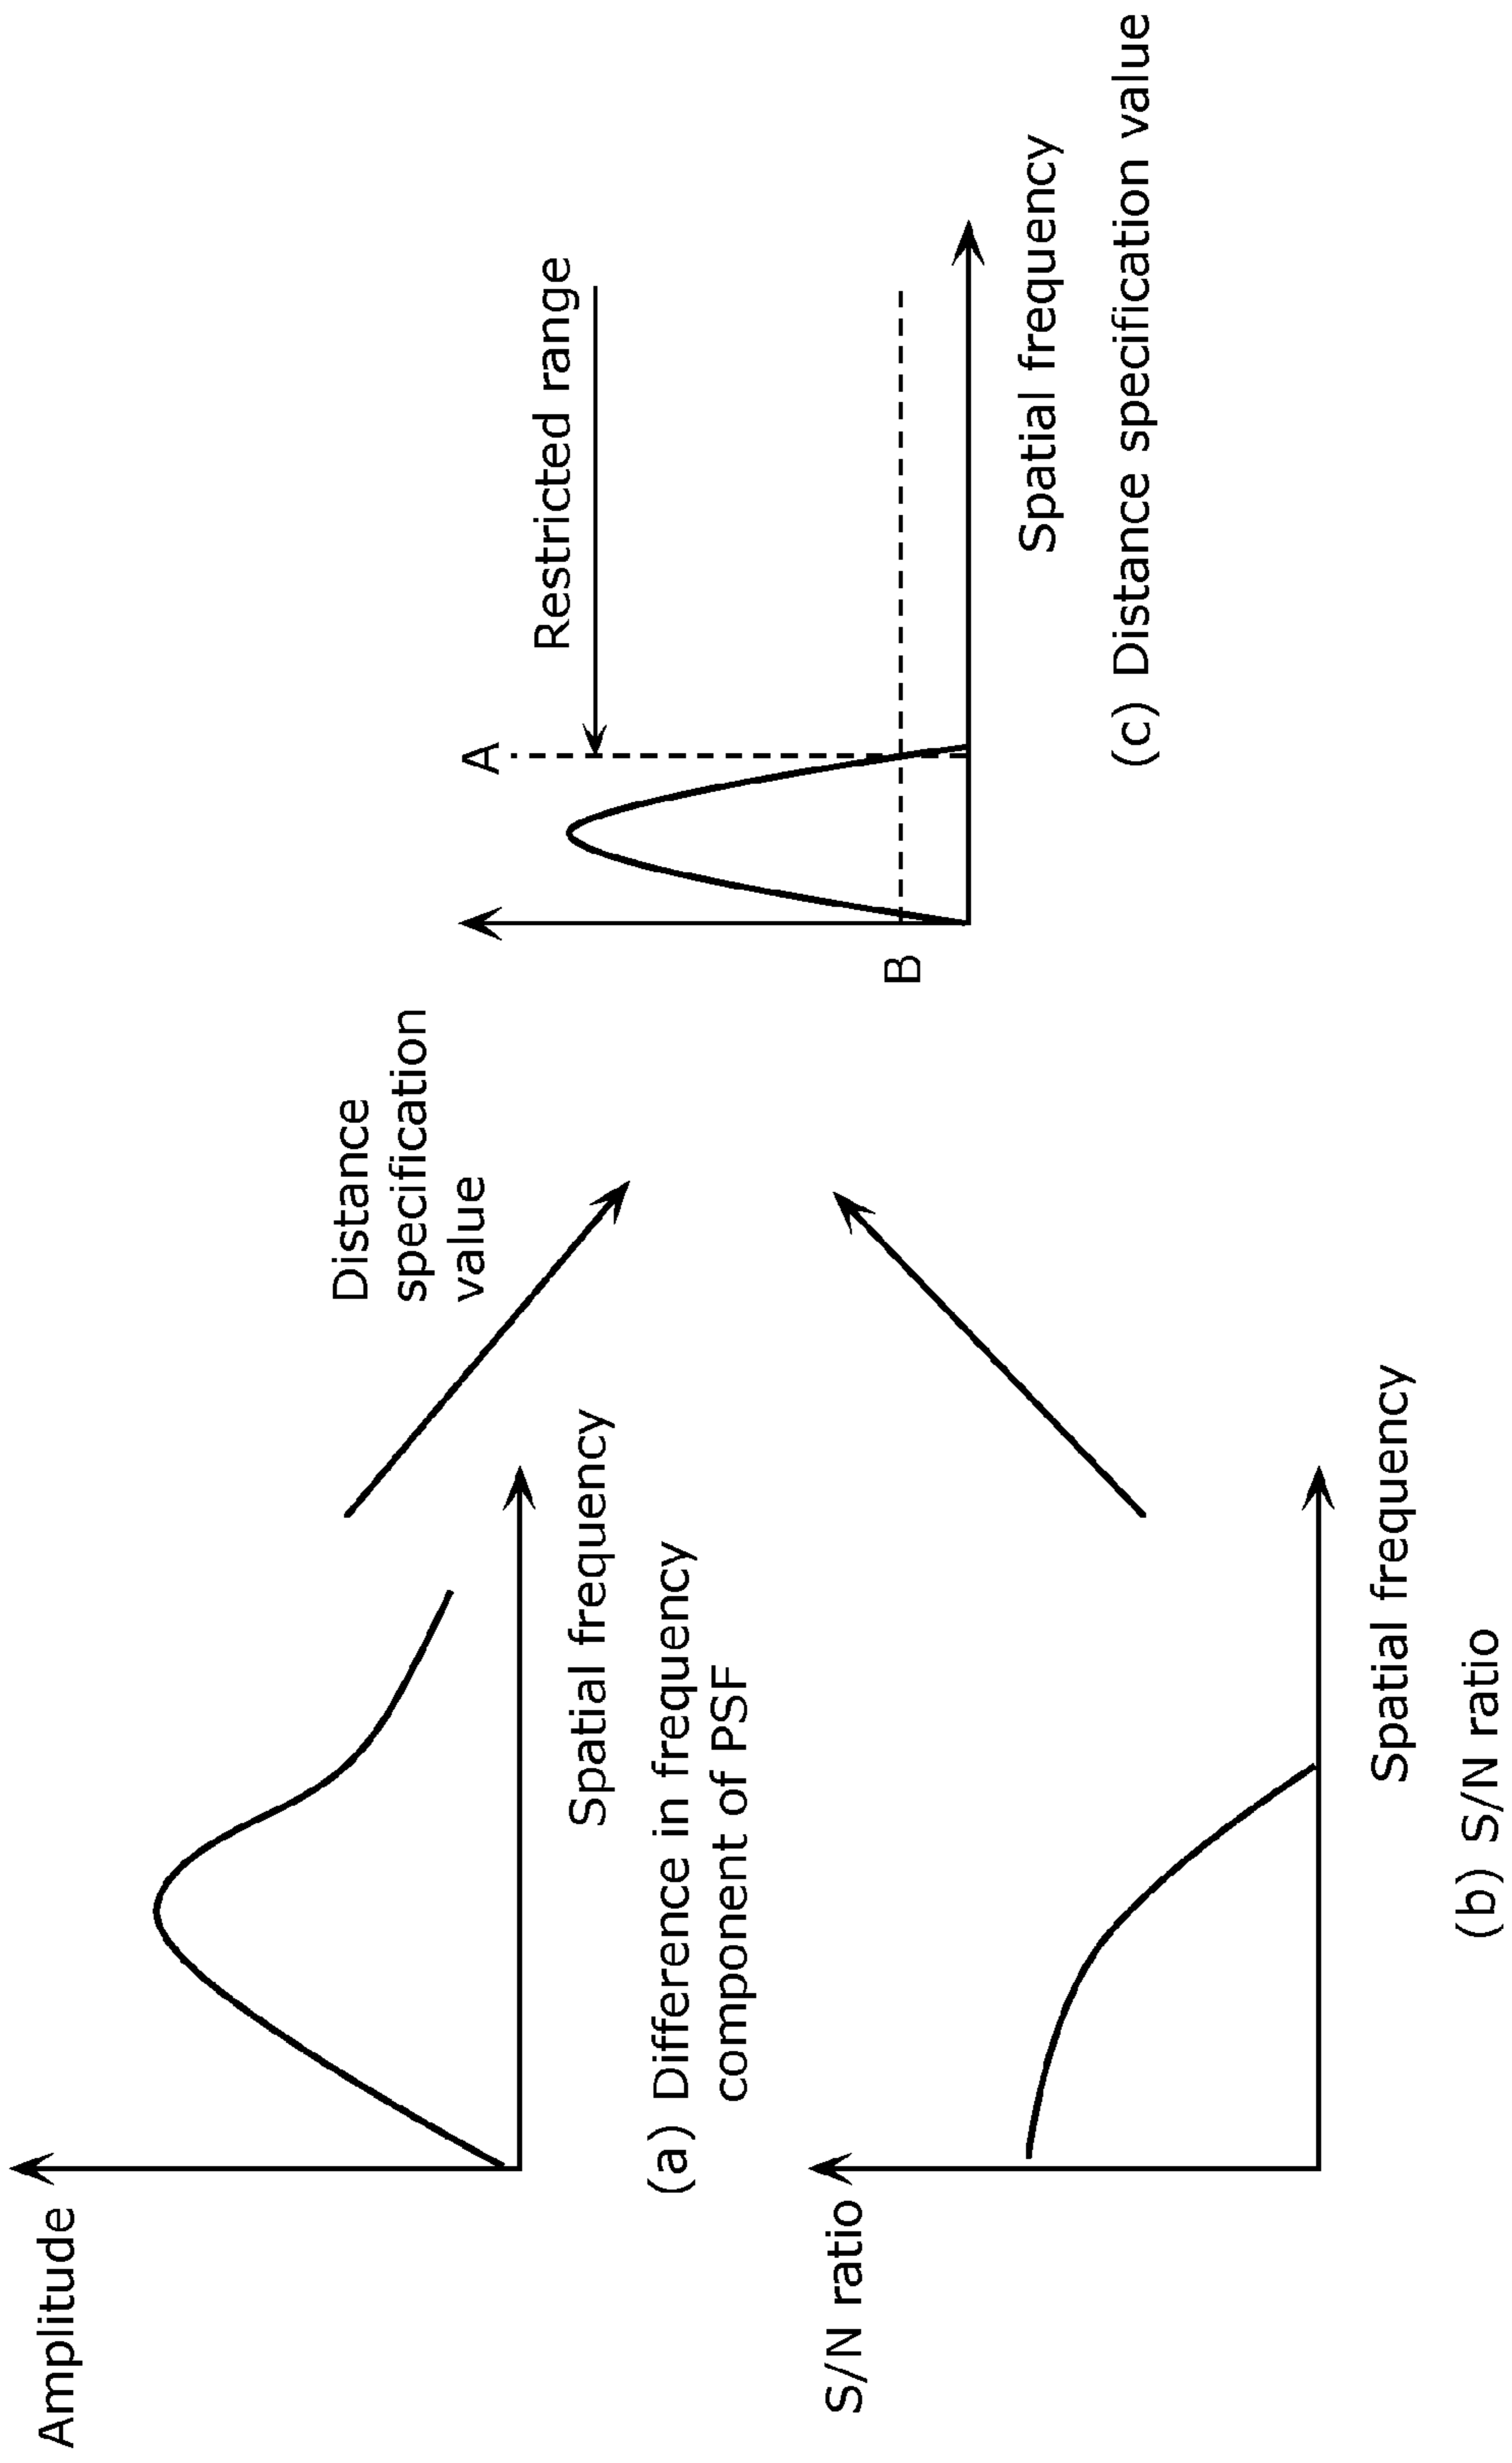 Amplitude
Spatial frequency
(a) Difference in frequency
component of PSF
S/N ratio
Spatial frequency
(b) S/N ratio
Distance
specification
value
A
Restricted range
B
Spatial frequency
(c) Distance specification value